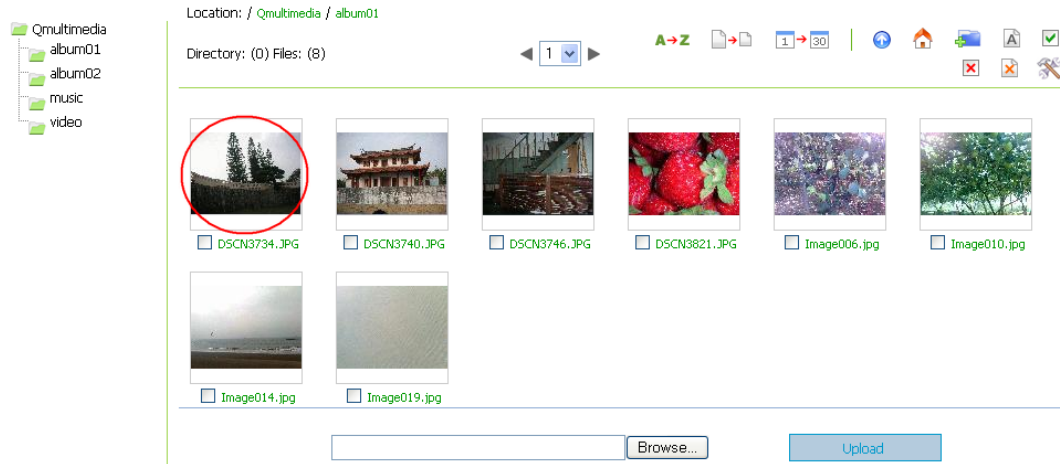 Location: / Qmultimedia / album01
Qmultimedia
album01
album02
music
video
Directory: (0) Files: (8)
1
A→Z
1→30
A
DSCN3734.JPG
DSCN3740.JPG
DSCN3746.JPG
DSCN3821.JPG
Image006.jpg
Image010.jpg
Image014.jpg
Image019.jpg
Browse...
Upload